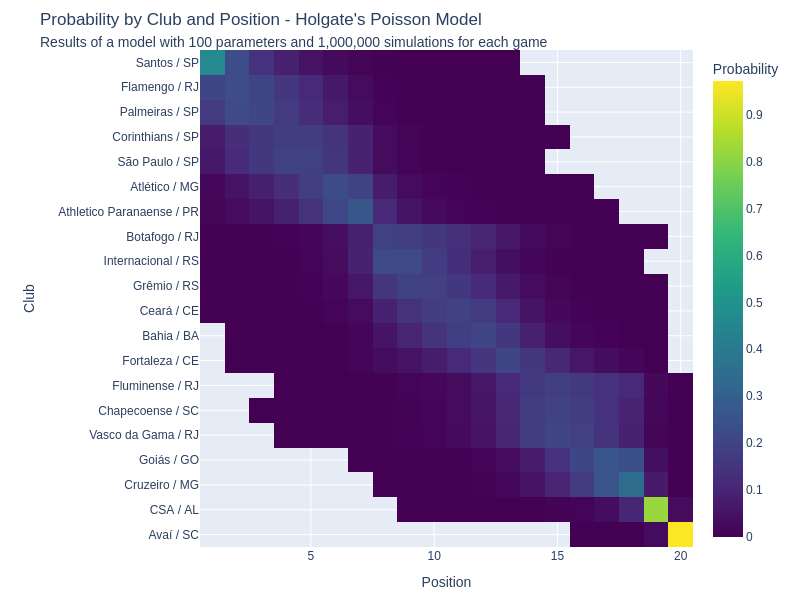 Probability by Club and Position - Holgate's Poisson Model
Results of a model with 100 parameters and 1,000,000 simulations for each game
Probability
Santos / SP
Flamengo / RJ
Palmeiras / SP
Corinthians / SP
São Paulo / SP
Atlético / MG
Athletico Paranaense / PR
Botafogo / RJ
Internacional / RS
Grêmio / RS
Ceará / CE
Bahia / BA
Fortaleza / CE
Fluminense / RJ
Chapecoense / SC
Vasco da Gama / RJ
Goiás / GO
Cruzeiro / MG
CSA / AL
Avaí / SC
Club
5 10 15 20
Position
0.9
0.8
0.7
0.6
0.5
0.4
0.3
0.2
0.1
0